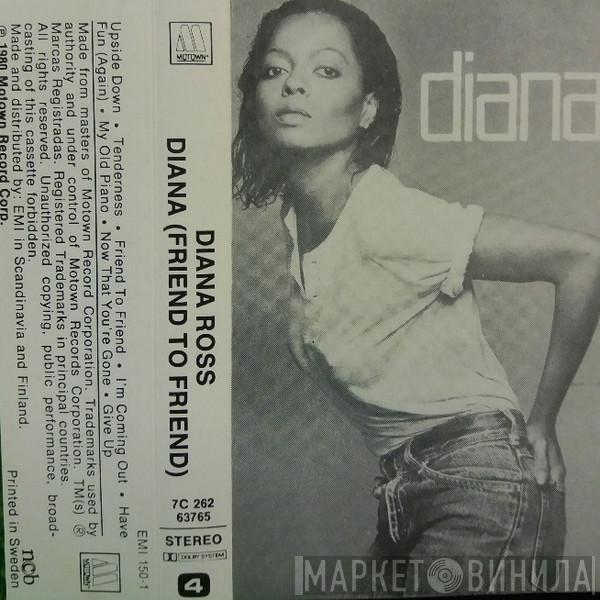 diana
DIANA ROSS
DIANA (FRIEND TO FRIEND)
7C 262
63765
STEREO
DOLBY SYSTEM
4
MOTOWN
Upside Down • Tenderness • Friend To Friend • I'm Coming Out • Have
Fun (Again) • My Old Piano • Now That You're Gone • Give Up
Made from masters of Motown Record Corporation. Trademarks used by
authority and under control of Motown Records Corporation. TM(s) ®
Marcas Registradas. Registered Trademarks in principal countries.
All rights reserved. Unauthorized copying, public performance, broad-
casting of this cassette forbidden.
Made and distributed by: EMI in Scandinavia and Finland.
℗ 1980 Motown Record Corp.
EMI 150-1
MOTOWN
ncb
Printed in Sweden
МАРКЕТ ВИНИЛА